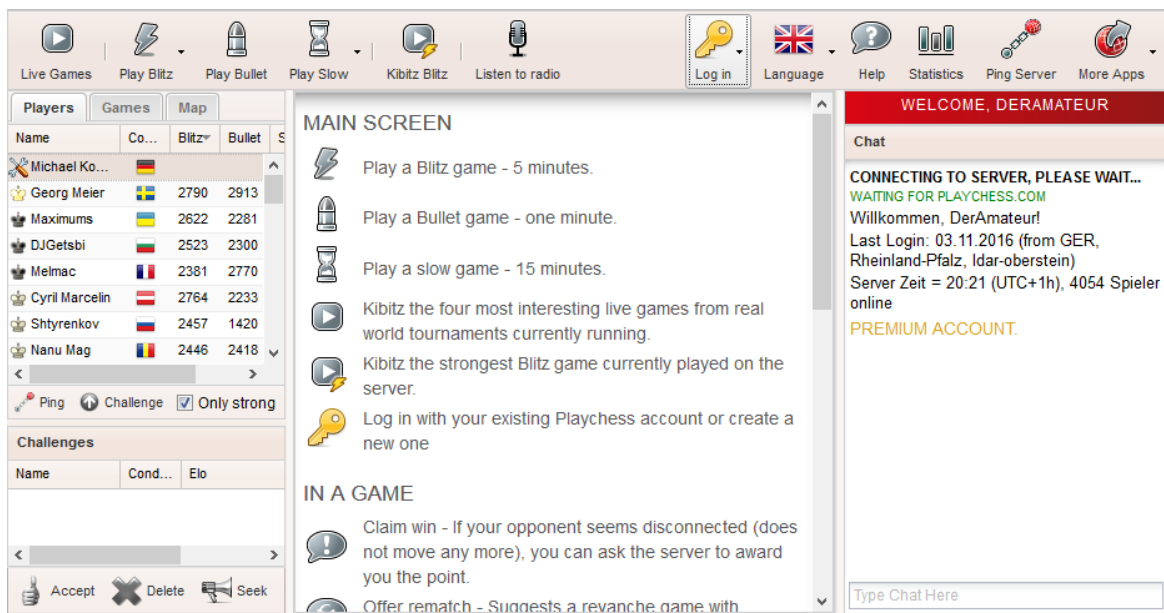 Live Games Play Blitz Play Bullet Play Slow Kibitz Blitz Listen to radio Log in Language Help Statistics Ping Server More Apps
Players Games Map
Name Co... Blitz Bullet S
Michael Ko...
Georg Meier 2790 2913
Maximums 2622 2281
DJGetsbi 2523 2300
Melmac 2381 2770
Cyril Marcelin 2764 2233
Shtyrenkov 2457 1420
Nanu Mag 2446 2418
Ping Challenge Only strong
Challenges
Name Cond... Elo
Accept Delete Seek
MAIN SCREEN
Play a Blitz game - 5 minutes.
Play a Bullet game - one minute.
Play a slow game - 15 minutes.
Kibitz the four most interesting live games from real
world tournaments currently running.
Kibitz the strongest Blitz game currently played on the
server.
Log in with your existing Playchess account or create a
new one
IN A GAME
Claim win - If your opponent seems disconnected (does
not move any more), you can ask the server to award
you the point.
Offer rematch - Suggests a revanche game with
WELCOME, DERAMATEUR
Chat
CONNECTING TO SERVER, PLEASE WAIT...
WAITING FOR PLAYCHESS.COM
Willkommen, DerAmateur!
Last Login: 03.11.2016 (from GER,
Rheinland-Pfalz, Idar-oberstein)
Server Zeit = 20:21 (UTC+1h), 4054 Spieler
online
PREMIUM ACCOUNT.
Type Chat Here